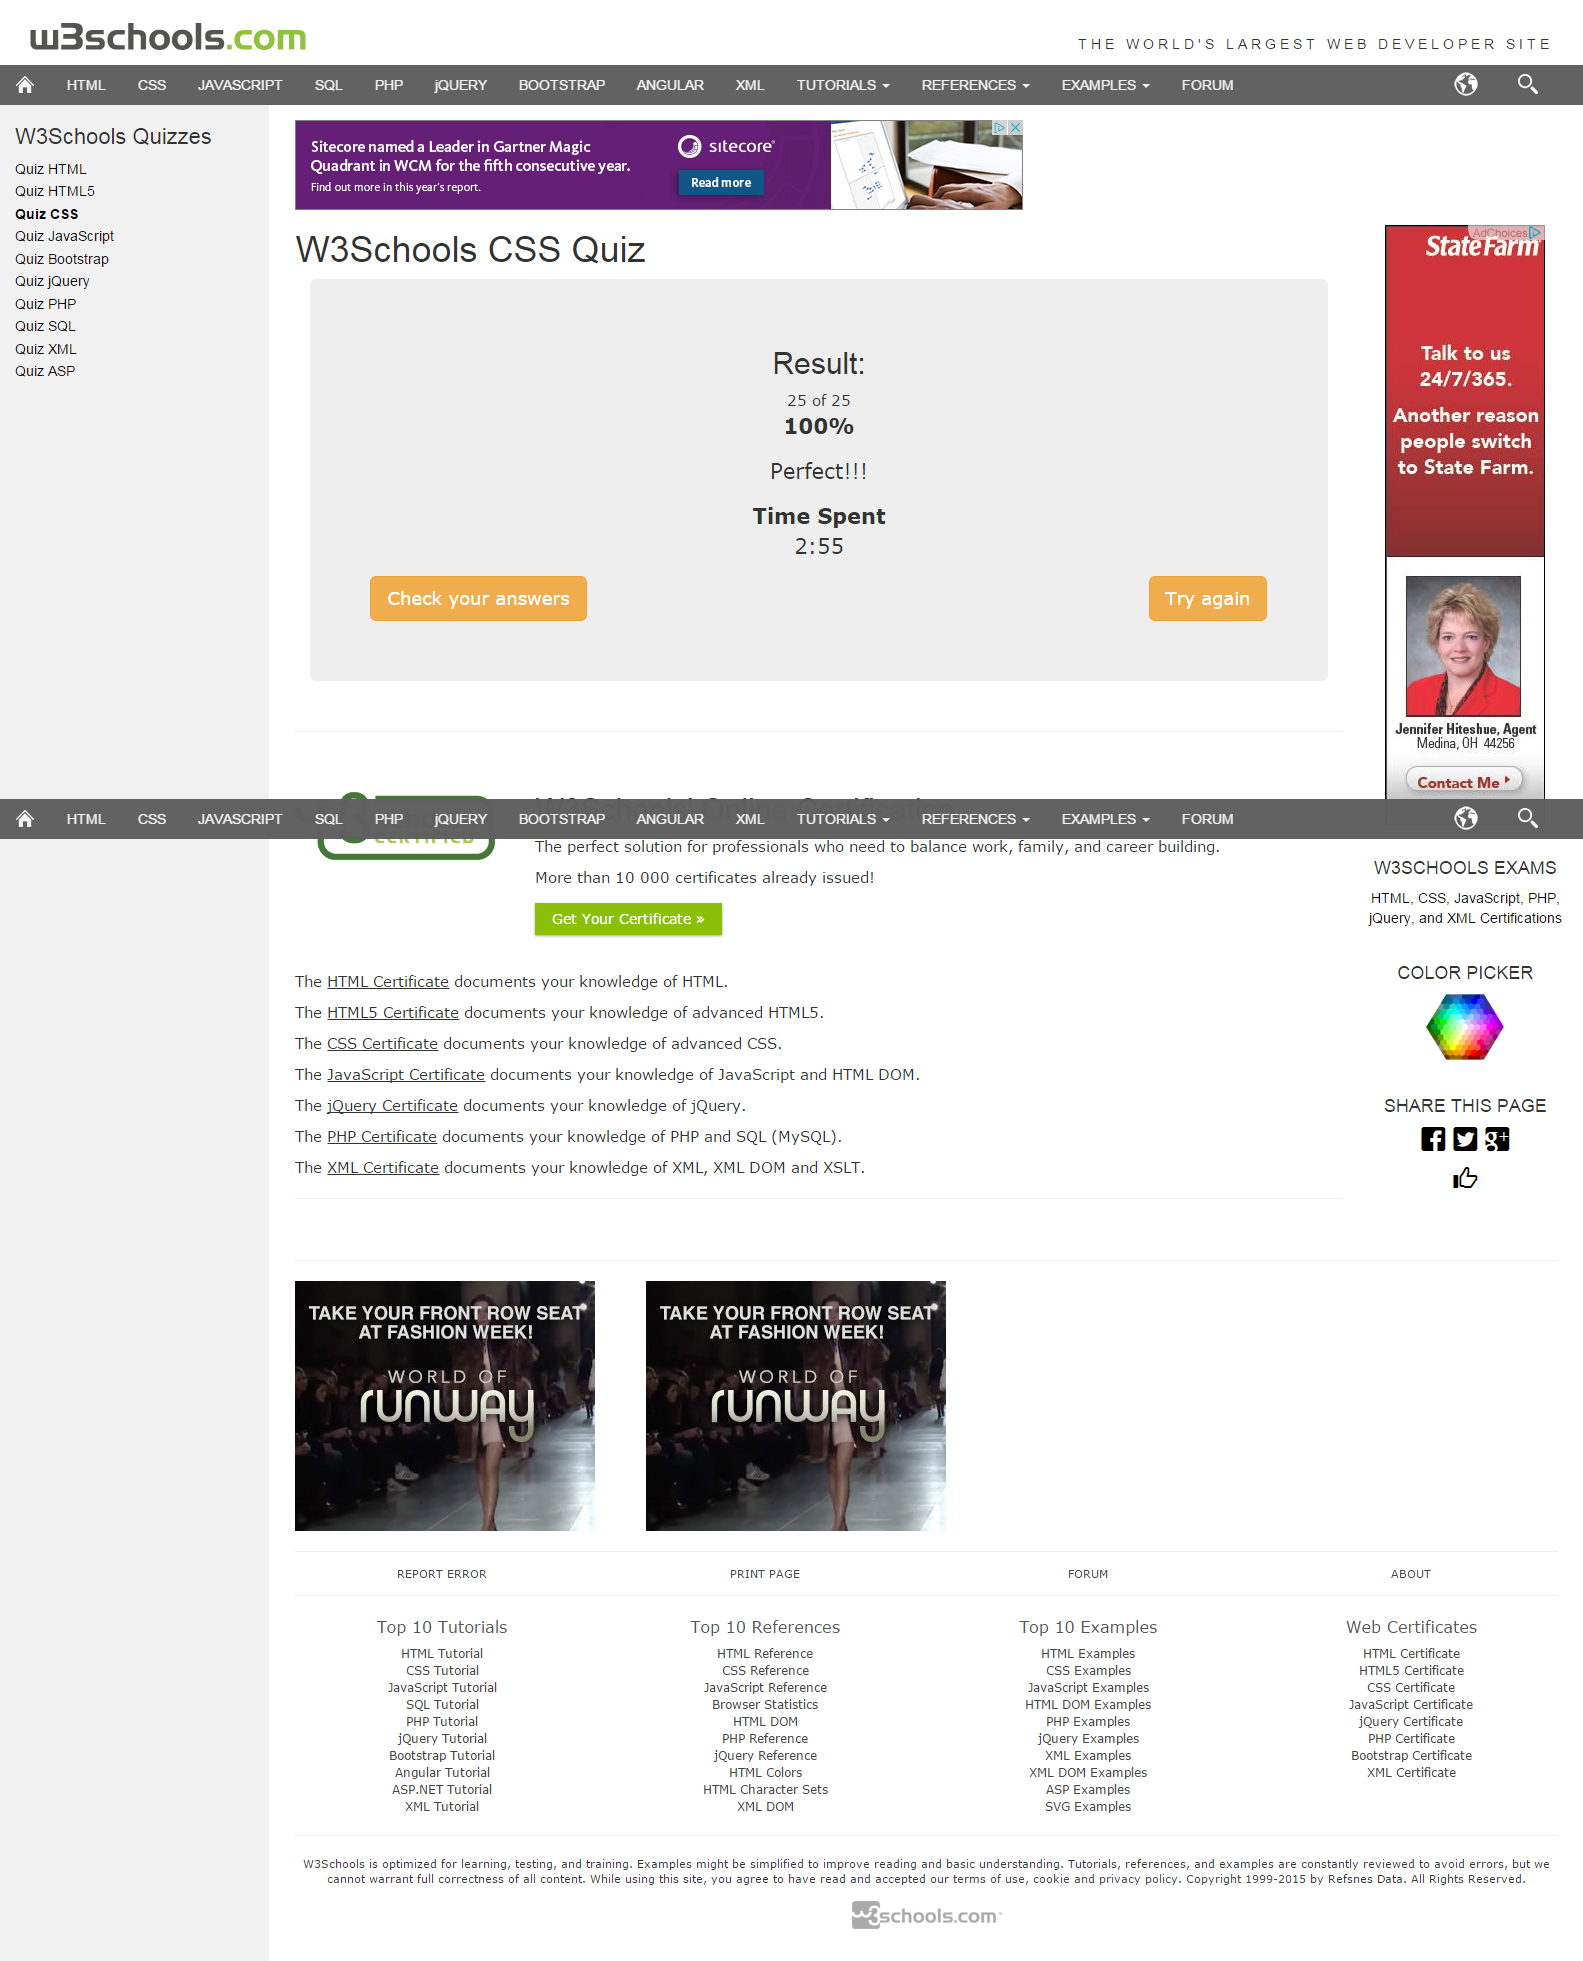 w3schools.com
THE WORLD'S LARGEST WEB DEVELOPER SITE
HTML CSS JAVASCRIPT SQL PHP jQUERY BOOTSTRAP ANGULAR XML TUTORIALS REFERENCES EXAMPLES FORUM
W3Schools Quizzes
Quiz HTML
Quiz HTML5
Quiz CSS
Quiz JavaScript
Quiz Bootstrap
Quiz jQuery
Quiz PHP
Quiz SQL
Quiz XML
Quiz ASP
Sitecore named a Leader in Gartner Magic
Quadrant in WCM for the fifth consecutive year.
Find out more in this year's report.
sitecore
Read more
W3Schools CSS Quiz
Result:
25 of 25
100%
Perfect!!!
Time Spent
2:55
Check your answers
Try again
AdChoices
StateFarm
Talk to us
24/7/365.
Another reason
people switch
to State Farm.
Jennifer Hiteshue, Agent
Medina, OH 44256
Contact Me
W3Schools' Online Certification
HTML CSS JAVASCRIPT SQL PHP jQUERY BOOTSTRAP ANGULAR XML TUTORIALS REFERENCES EXAMPLES FORUM
CERTIFIED
The perfect solution for professionals who need to balance work, family, and career building.
More than 10 000 certificates already issued!
Get Your Certificate »
The HTML Certificate documents your knowledge of HTML.
The HTML5 Certificate documents your knowledge of advanced HTML5.
The CSS Certificate documents your knowledge of advanced CSS.
The JavaScript Certificate documents your knowledge of JavaScript and HTML DOM.
The jQuery Certificate documents your knowledge of jQuery.
The PHP Certificate documents your knowledge of PHP and SQL (MySQL).
The XML Certificate documents your knowledge of XML, XML DOM and XSLT.
W3SCHOOLS EXAMS
HTML, CSS, JavaScript, PHP,
jQuery, and XML Certifications
COLOR PICKER
SHARE THIS PAGE
g+
TAKE YOUR FRONT ROW SEAT
AT FASHION WEEK!
WORLD OF
runway
TAKE YOUR FRONT ROW SEAT
AT FASHION WEEK!
WORLD OF
runway
REPORT ERROR
PRINT PAGE
FORUM
ABOUT
Top 10 Tutorials
HTML Tutorial
CSS Tutorial
JavaScript Tutorial
SQL Tutorial
PHP Tutorial
jQuery Tutorial
Bootstrap Tutorial
Angular Tutorial
ASP.NET Tutorial
XML Tutorial
Top 10 References
HTML Reference
CSS Reference
JavaScript Reference
Browser Statistics
HTML DOM
PHP Reference
jQuery Reference
HTML Colors
HTML Character Sets
XML DOM
Top 10 Examples
HTML Examples
CSS Examples
JavaScript Examples
HTML DOM Examples
PHP Examples
jQuery Examples
XML Examples
XML DOM Examples
ASP Examples
SVG Examples
Web Certificates
HTML Certificate
HTML5 Certificate
CSS Certificate
JavaScript Certificate
jQuery Certificate
PHP Certificate
Bootstrap Certificate
XML Certificate
W3Schools is optimized for learning, testing, and training. Examples might be simplified to improve reading and basic understanding. Tutorials, references, and examples are constantly reviewed to avoid errors, but we
cannot warrant full correctness of all content. While using this site, you agree to have read and accepted our terms of use, cookie and privacy policy. Copyright 1999-2015 by Refsnes Data. All Rights Reserved.
w3schools.com